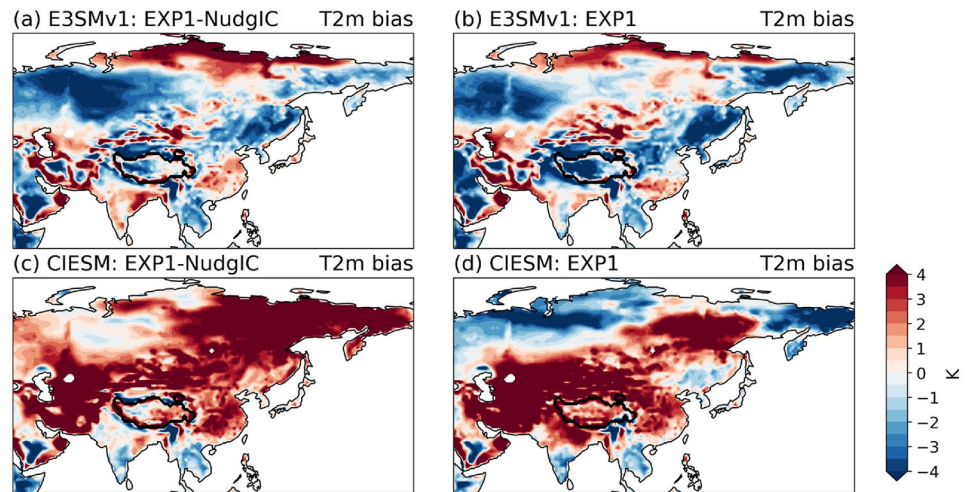 (a) E3SMv1: EXP1-NudgIC T2m bias
(b) E3SMv1: EXP1 T2m bias
(c) CIESM: EXP1-NudgIC T2m bias
(d) CIESM: EXP1 T2m bias
4
3
2
1
0
−1
−2
−3
−4
K